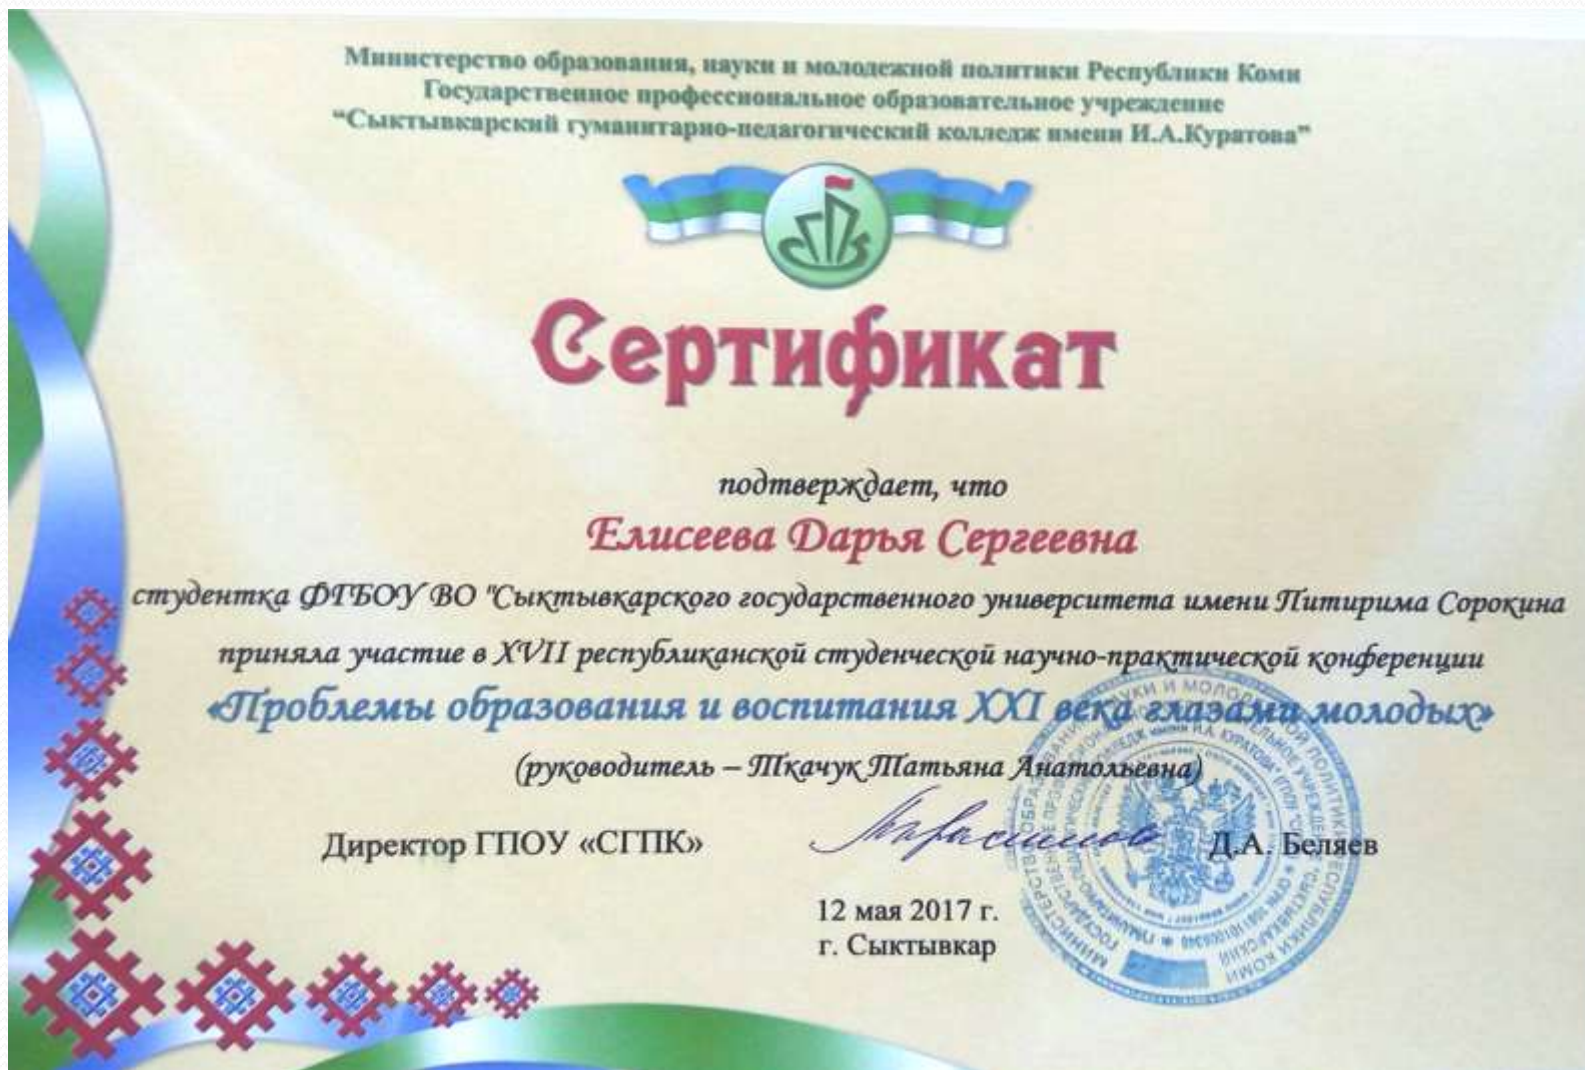 Министерство образования, науки и молодежной политики Республики Коми
Государственное профессиональное образовательное учреждение
"Сыктывкарский гуманитарно-педагогический колледж имени И.А.Куратова"
Сертификат
подтверждает, что
Елисеева Дарья Сергеевна
студентка ФГБОУ ВО "Сыктывкарского государственного университета имени Питирима Сорокина
приняла участие в XVII республиканской студенческой научно-практической конференции
«Проблемы образования и воспитания XXI века глазами молодых»
(руководитель – Ткачук Татьяна Анатольевна)
Директор ГПОУ «СГПК» Д.А. Беляев
12 мая 2017 г.
г. Сыктывкар